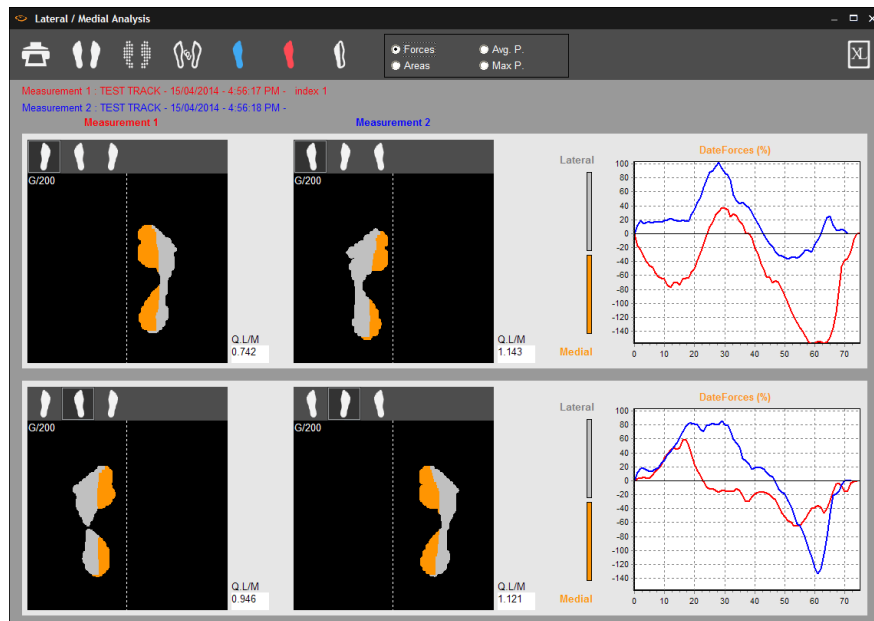 Lateral / Medial Analysis
Forces
Avg. P.
Areas
Max P.
XL
Measurement 1 : TEST TRACK - 15/04/2014 - 4:56:17 PM - index 1
Measurement 2 : TEST TRACK - 15/04/2014 - 4:56:18 PM -
Measurement 1
Measurement 2
G/200
Q.L/M
0.742
G/200
Q.L/M
1.143
Lateral
Medial
DateForces (%)
100
80
60
40
20
0
-20
-40
-60
-80
-100
-120
-140
0 10 20 30 40 50 60 70
G/200
Q.L/M
0.946
G/200
Q.L/M
1.121
Lateral
Medial
DateForces (%)
100
80
60
40
20
0
-20
-40
-60
-80
-100
-120
-140
0 10 20 30 40 50 60 70